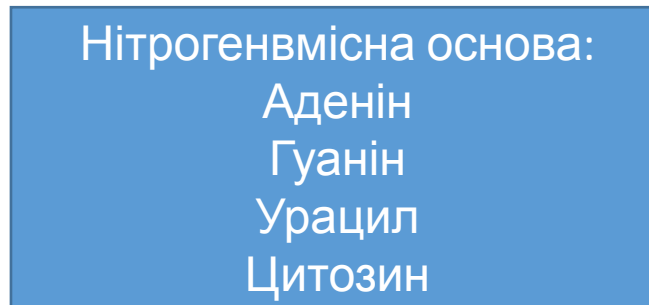 Нітрогенвмісна основа:
Аденін
Гуанін
Урацил
Цитозин